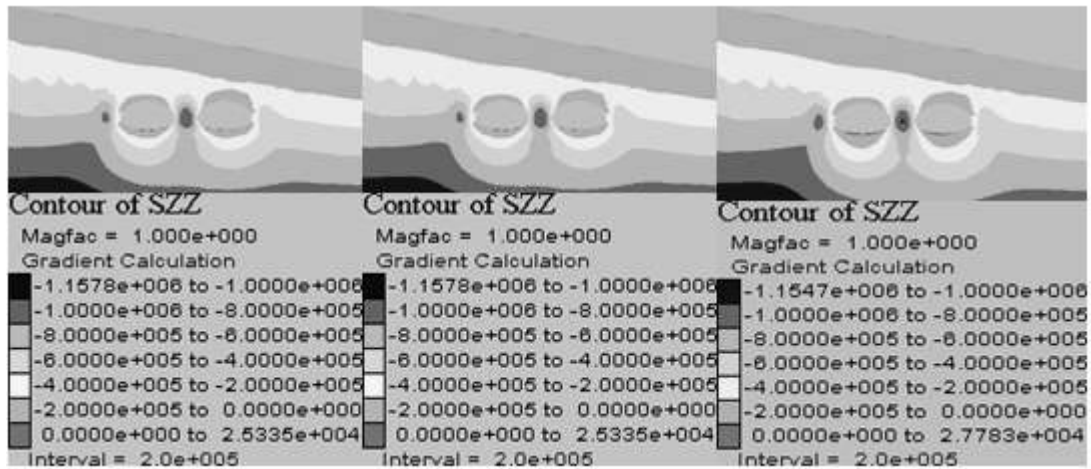 Contour of SZZ
Magfac = 1.000e+000
Gradient Calculation
-1.1578e+006 to -1.0000e+006
-1.0000e+006 to -8.0000e+005
-8.0000e+005 to -6.0000e+005
-6.0000e+005 to -4.0000e+005
-4.0000e+005 to -2.0000e+005
-2.0000e+005 to 0.0000e+000
0.0000e+000 to 2.5335e+004
Interval = 2.0e+005
Contour of SZZ
Magfac = 1.000e+000
Gradient Calculation
-1.1578e+006 to -1.0000e+006
-1.0000e+006 to -8.0000e+005
-8.0000e+005 to -6.0000e+005
-6.0000e+005 to -4.0000e+005
-4.0000e+005 to -2.0000e+005
-2.0000e+005 to 0.0000e+000
0.0000e+000 to 2.5335e+004
Interval = 2.0e+005
Contour of SZZ
Magfac = 1.000e+000
Gradient Calculation
-1.1547e+006 to -1.0000e+006
-1.0000e+006 to -8.0000e+005
-8.0000e+005 to -6.0000e+005
-6.0000e+005 to -4.0000e+005
-4.0000e+005 to -2.0000e+005
-2.0000e+005 to 0.0000e+000
0.0000e+000 to 2.7783e+004
Interval = 2.0e+005